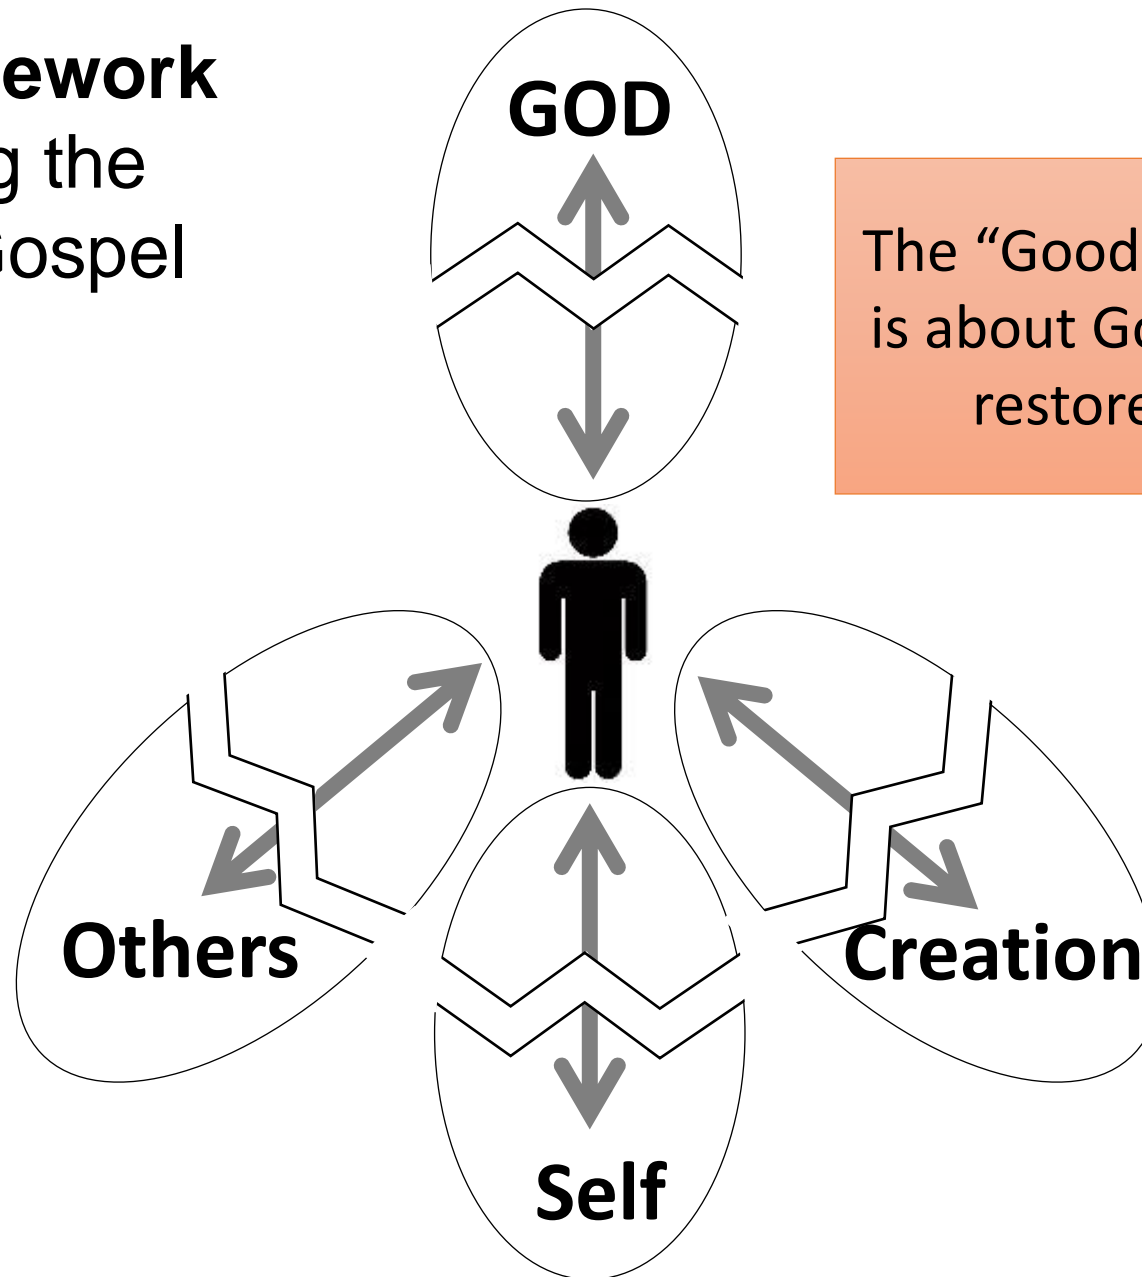 ework
g the
Gospel
GOD
The “Good
is about Go
restore
Others
Creation
Self